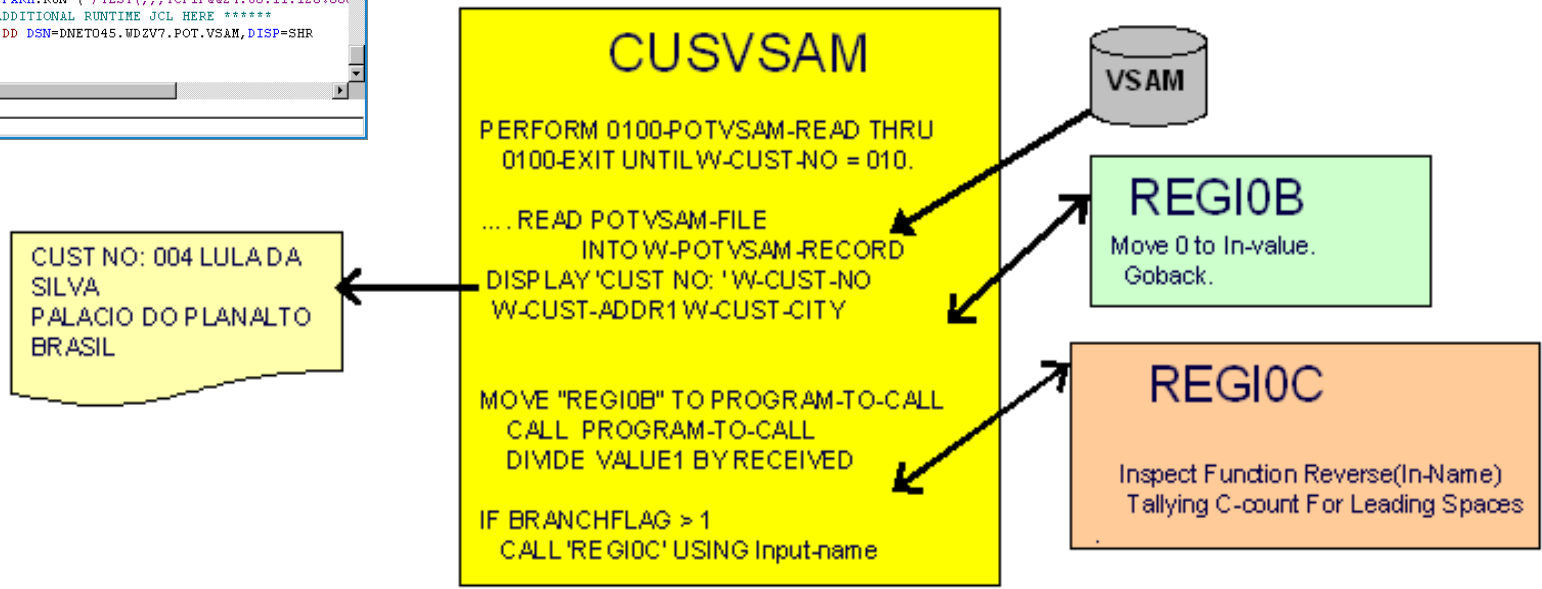 ADDITIONAL RUNTIME JCL HERE ******
DD DSN=DNET045.WDZV7.POT.VSAM,DISP=SHR
CUSVSAM
PERFORM 0100-POTVSAM-READ THRU
0100-EXIT UNTIL W-CUST-NO = 010.
.... READ POTVSAM-FILE
INTO W-POTVSAM-RECORD
DISPLAY 'CUST NO: ' W-CUST-NO
W-CUST-ADDR1 W-CUST-CITY
MOVE "REGI0B" TO PROGRAM-TO-CALL
CALL PROGRAM-TO-CALL
DIVIDE VALUE1 BY RECEIVED
IF BRANCHFLAG > 1
CALL 'REGI0C' USING Input-name
VSAM
REGI0B
Move 0 to In-value.
Goback.
REGI0C
Inspect Function Reverse(In-Name)
Tallying C-count For Leading Spaces
.
CUST NO: 004 LULA DA
SILVA
PALACIO DO PLANALTO
BRASIL